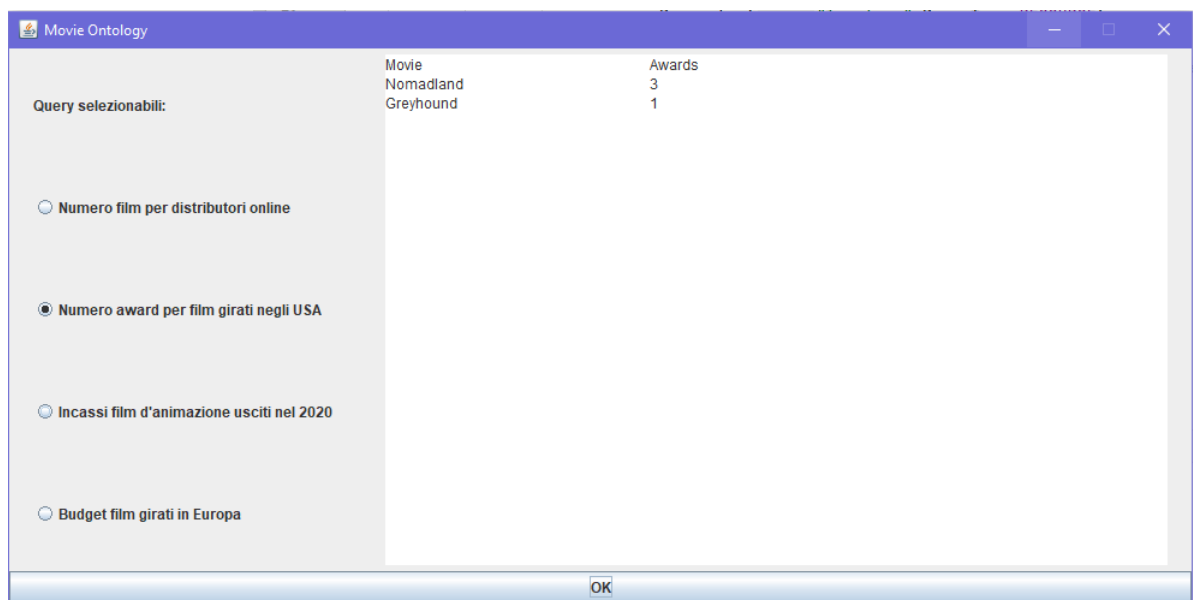 Movie Ontology
Query selezionabili:
Numero film per distributori online
Numero award per film girati negli USA
Incassi film d'animazione usciti nel 2020
Budget film girati in Europa
Movie Awards
Nomadland 3
Greyhound 1
OK